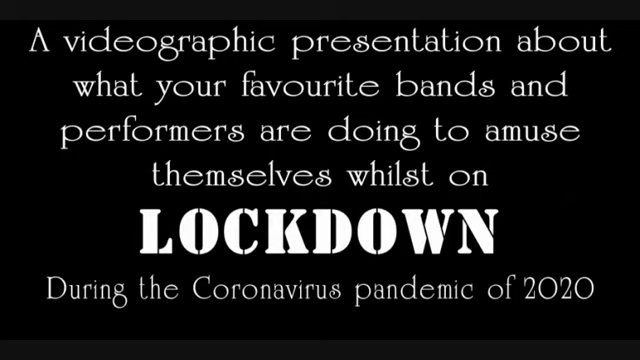 A videographic presentation about
what your favourite bands and
performers are doing to amuse
themselves whilst on
LOCKDOWN
During the Coronavirus pandemic of 2020